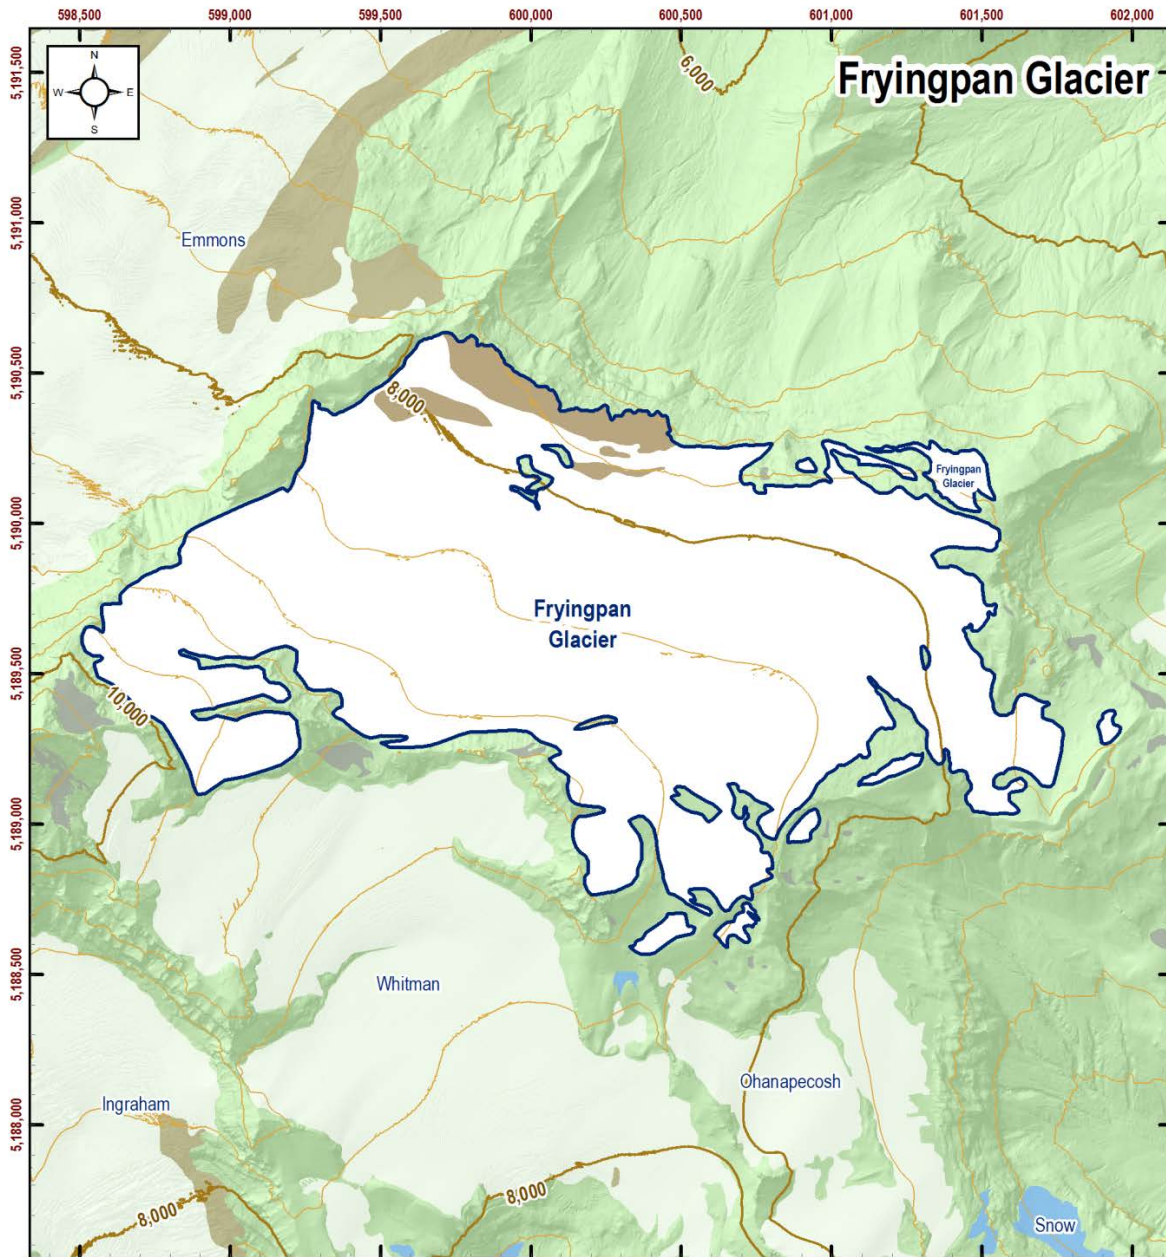 598,500
599,000
599,500
600,000
600,500
601,000
601,500
602,000
5,191,500
5,191,000
5,190,500
5,190,000
5,189,500
5,189,000
5,188,500
5,188,000
N
W E
S
Fryingpan Glacier
6,000
Emmons
8,000
Fryingpan
Glacier
Fryingpan
Glacier
10,000
Whitman
Ohanapecosh
Ingraham
8,000
8,000
Snow